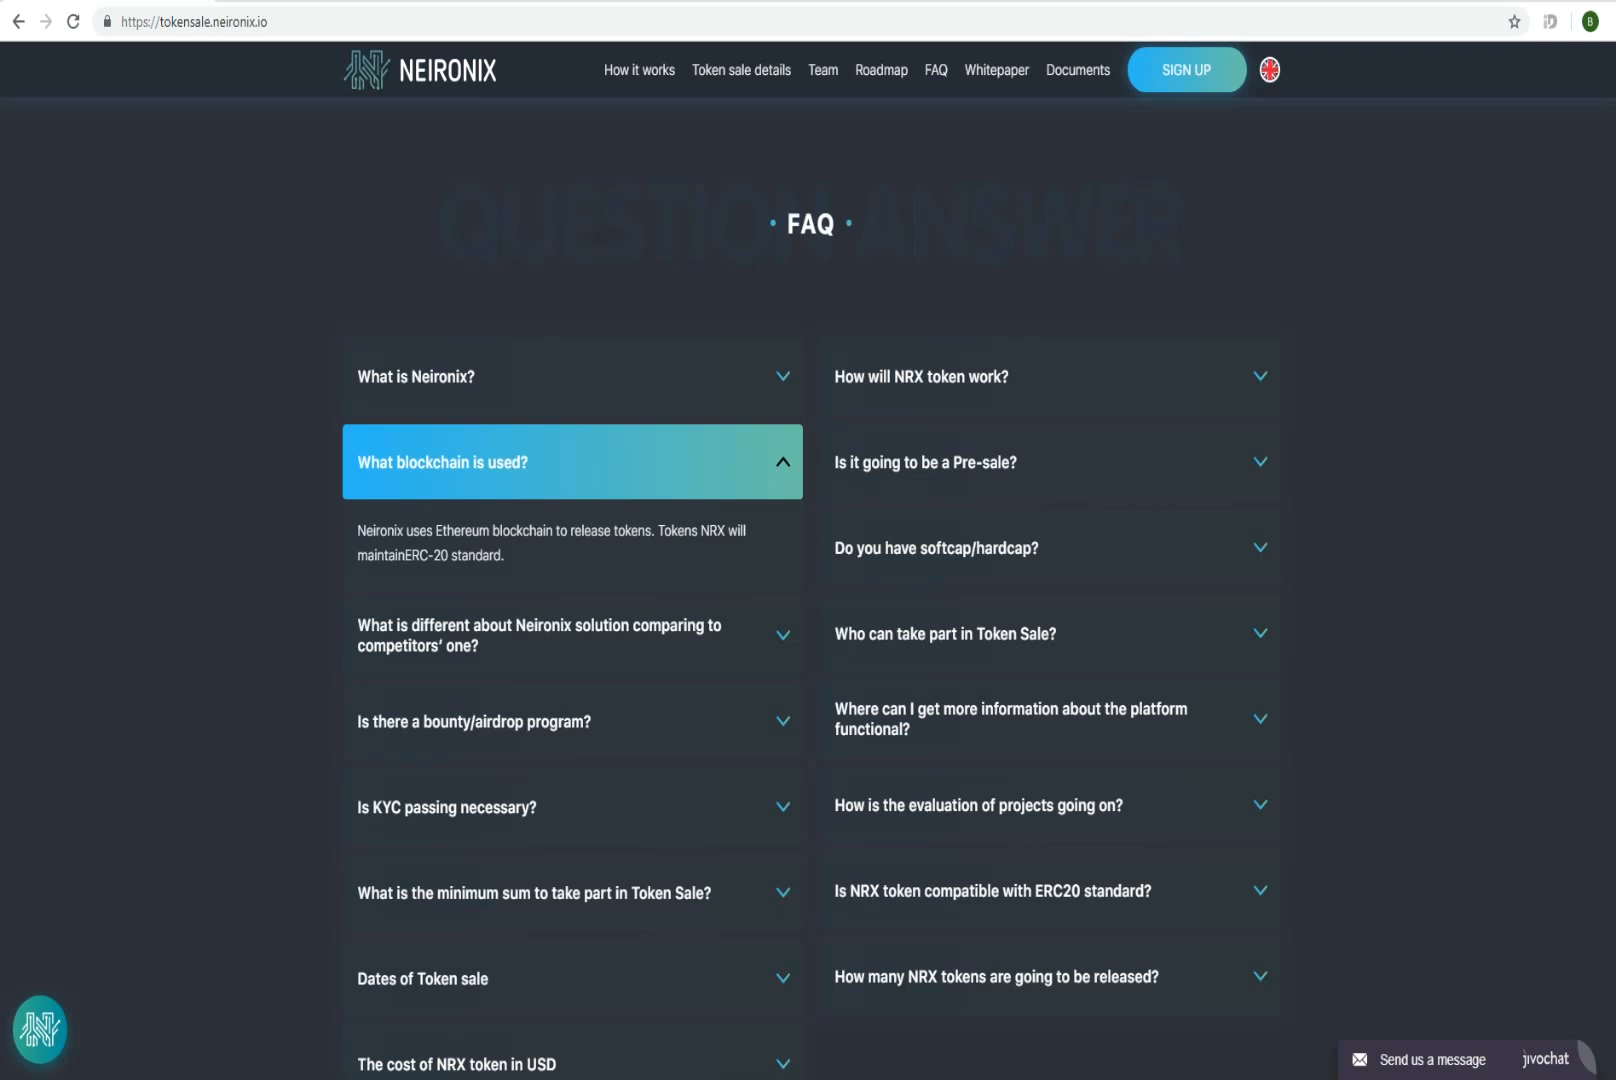 https://tokensale.neironix.io
B
NEIRONIX
How it works Token sale details Team Roadmap FAQ Whitepaper Documents SIGN UP
QUESTION ANSWER
• FAQ •
What is Neironix?
What blockchain is used?
Neironix uses Ethereum blockchain to release tokens. Tokens NRX will
maintainERC-20 standard.
What is different about Neironix solution comparing to
competitors‘ one?
Is there a bounty/airdrop program?
Is KYC passing necessary?
What is the minimum sum to take part in Token Sale?
Dates of Token sale
The cost of NRX token in USD
How will NRX token work?
Is it going to be a Pre-sale?
Do you have softcap/hardcap?
Who can take part in Token Sale?
Where can I get more information about the platform
functional?
How is the evaluation of projects going on?
Is NRX token compatible with ERC20 standard?
How many NRX tokens are going to be released?
Send us a message jivochat